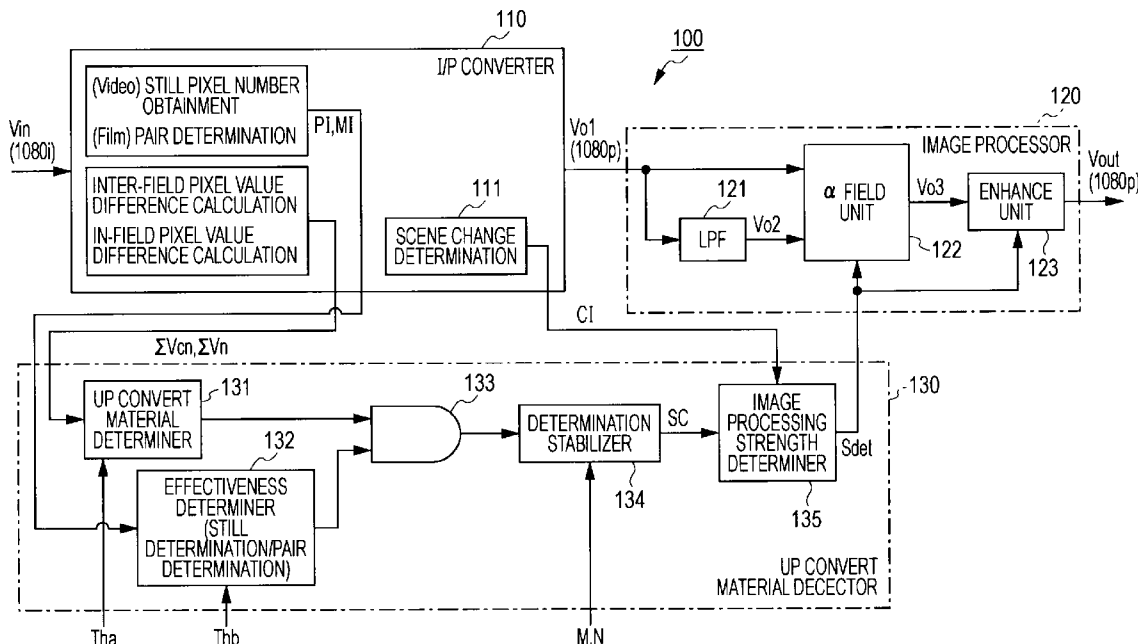 110
100
I/P CONVERTER
(Video) STILL PIXEL NUMBER
OBTAINMENT
(Film) PAIR DETERMINATION
PI,MI
Vin
(1080i)
INTER-FIELD PIXEL VALUE
DIFFERENCE CALCULATION
IN-FIELD PIXEL VALUE
DIFFERENCE CALCULATION
111
SCENE CHANGE
DETERMINATION
Vo1
(1080p)
120
IMAGE PROCESSOR
121
LPF
Vo2
α FIELD
UNIT
122
Vo3
ENHANCE
UNIT
123
Vout
(1080p)
CI
ΣVcn,ΣVn
131
UP CONVERT
MATERIAL
DETERMINER
132
EFFECTIVENESS
DETERMINER
(STILL
DETERMINATION/PAIR
DETERMINATION)
133
DETERMINATION
STABILIZER
134
SC
IMAGE
PROCESSING
STRENGTH
DETERMINER
135
Sdet
130
UP CONVERT
MATERIAL DECECTOR
Tha
Thb
M,N